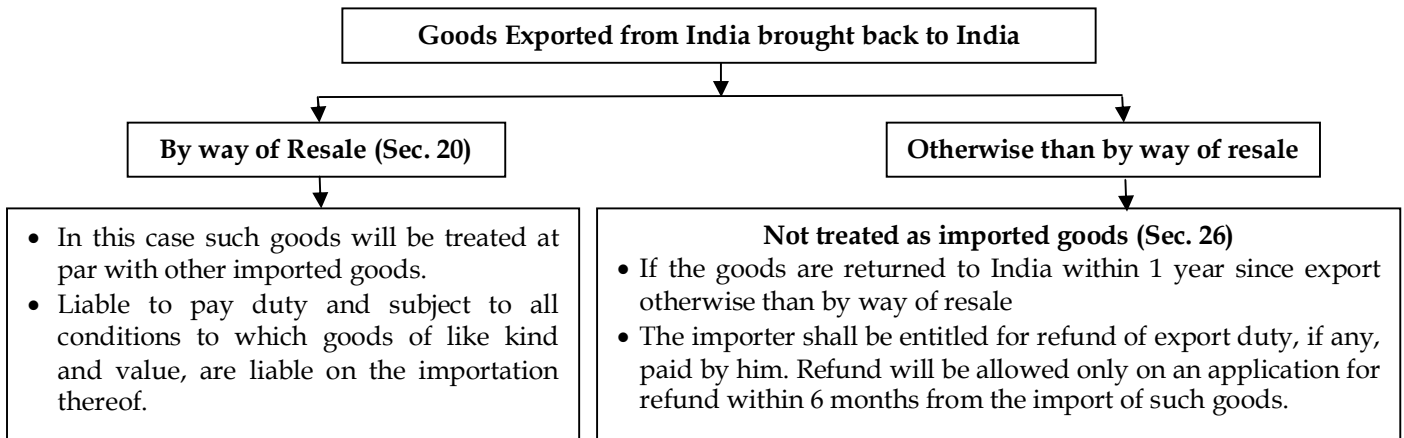 Goods Exported from India brought back to India
By way of Resale (Sec. 20)
Otherwise than by way of resale
• In this case such goods will be treated at
par with other imported goods.
• Liable to pay duty and subject to all
conditions to which goods of like kind
and value, are liable on the importation
thereof.
Not treated as imported goods (Sec. 26)
• If the goods are returned to India within 1 year since export
otherwise than by way of resale
• The importer shall be entitled for refund of export duty, if any,
paid by him. Refund will be allowed only on an application for
refund within 6 months from the import of such goods.